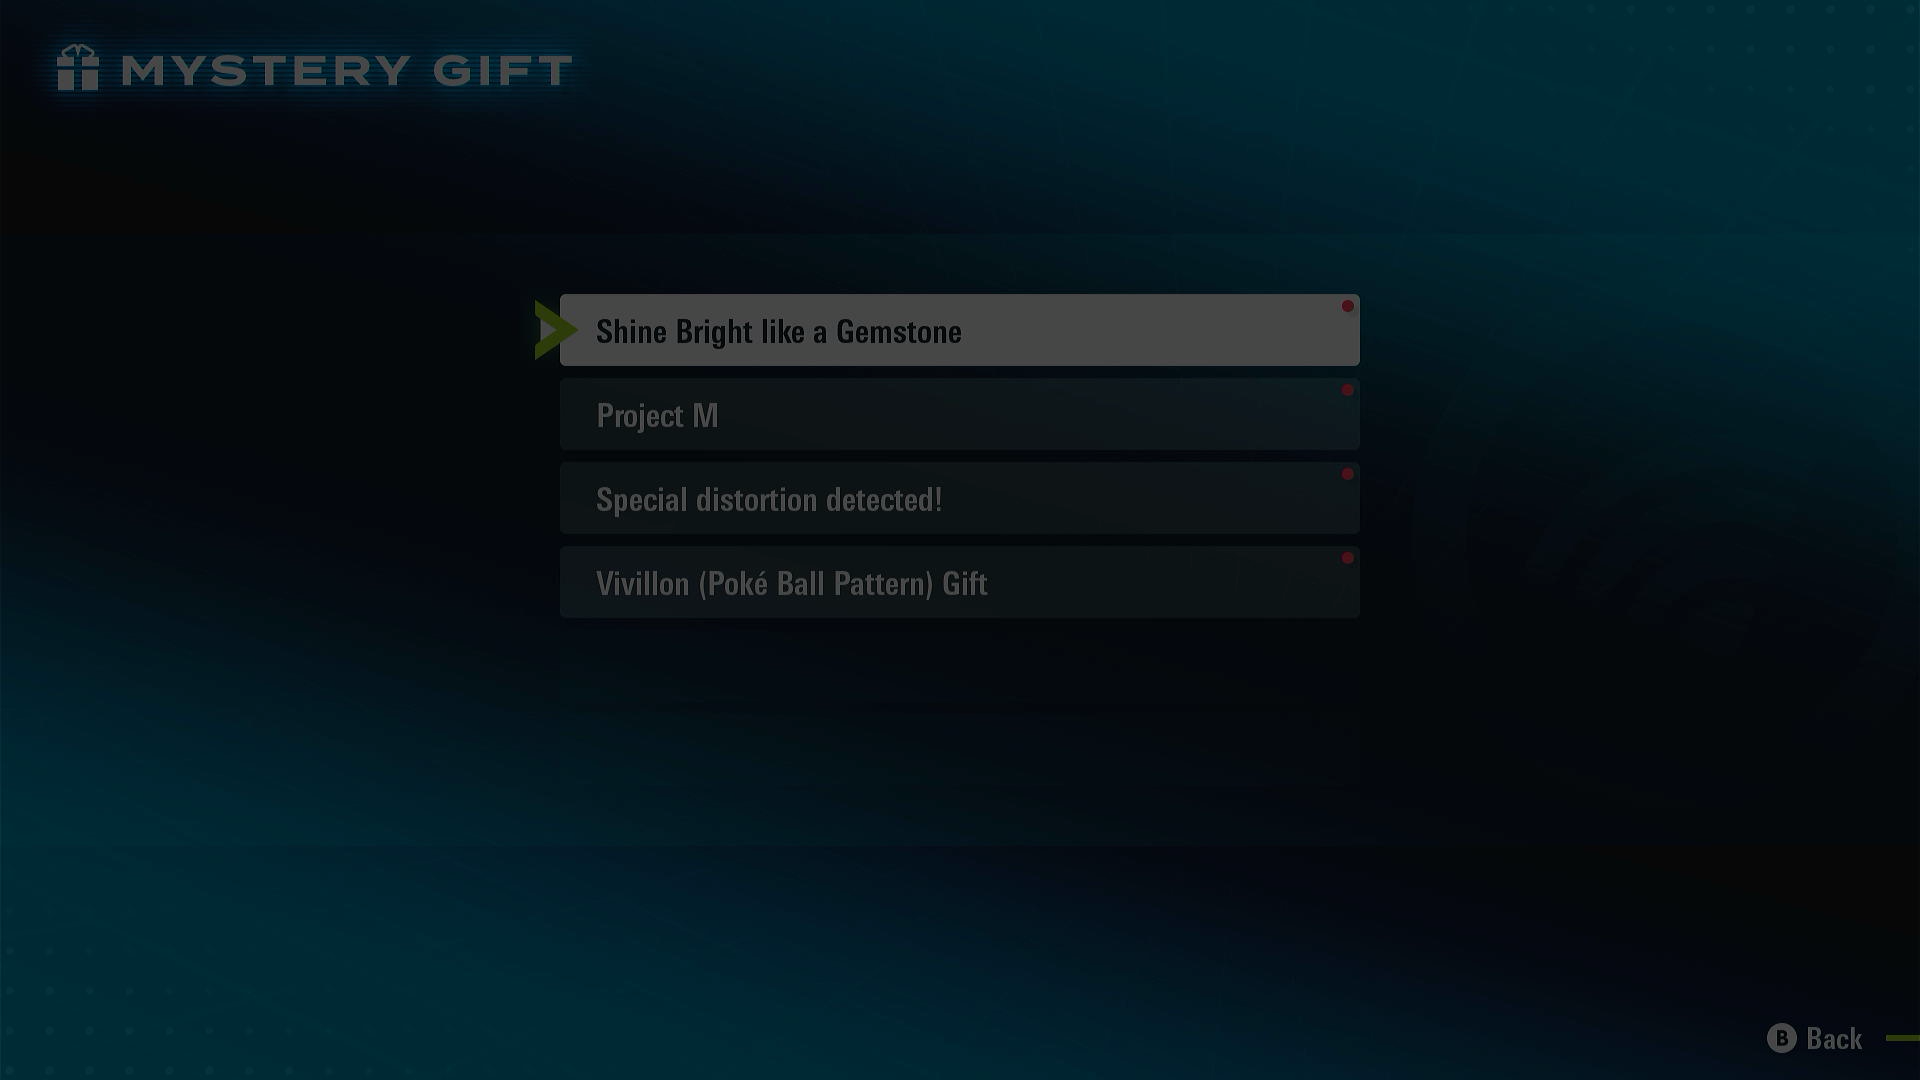 MYSTERY GIFT
Shine Bright like a Gemstone
Project M
Special distortion detected!
Vivillon (Poké Ball Pattern) Gift
B Back